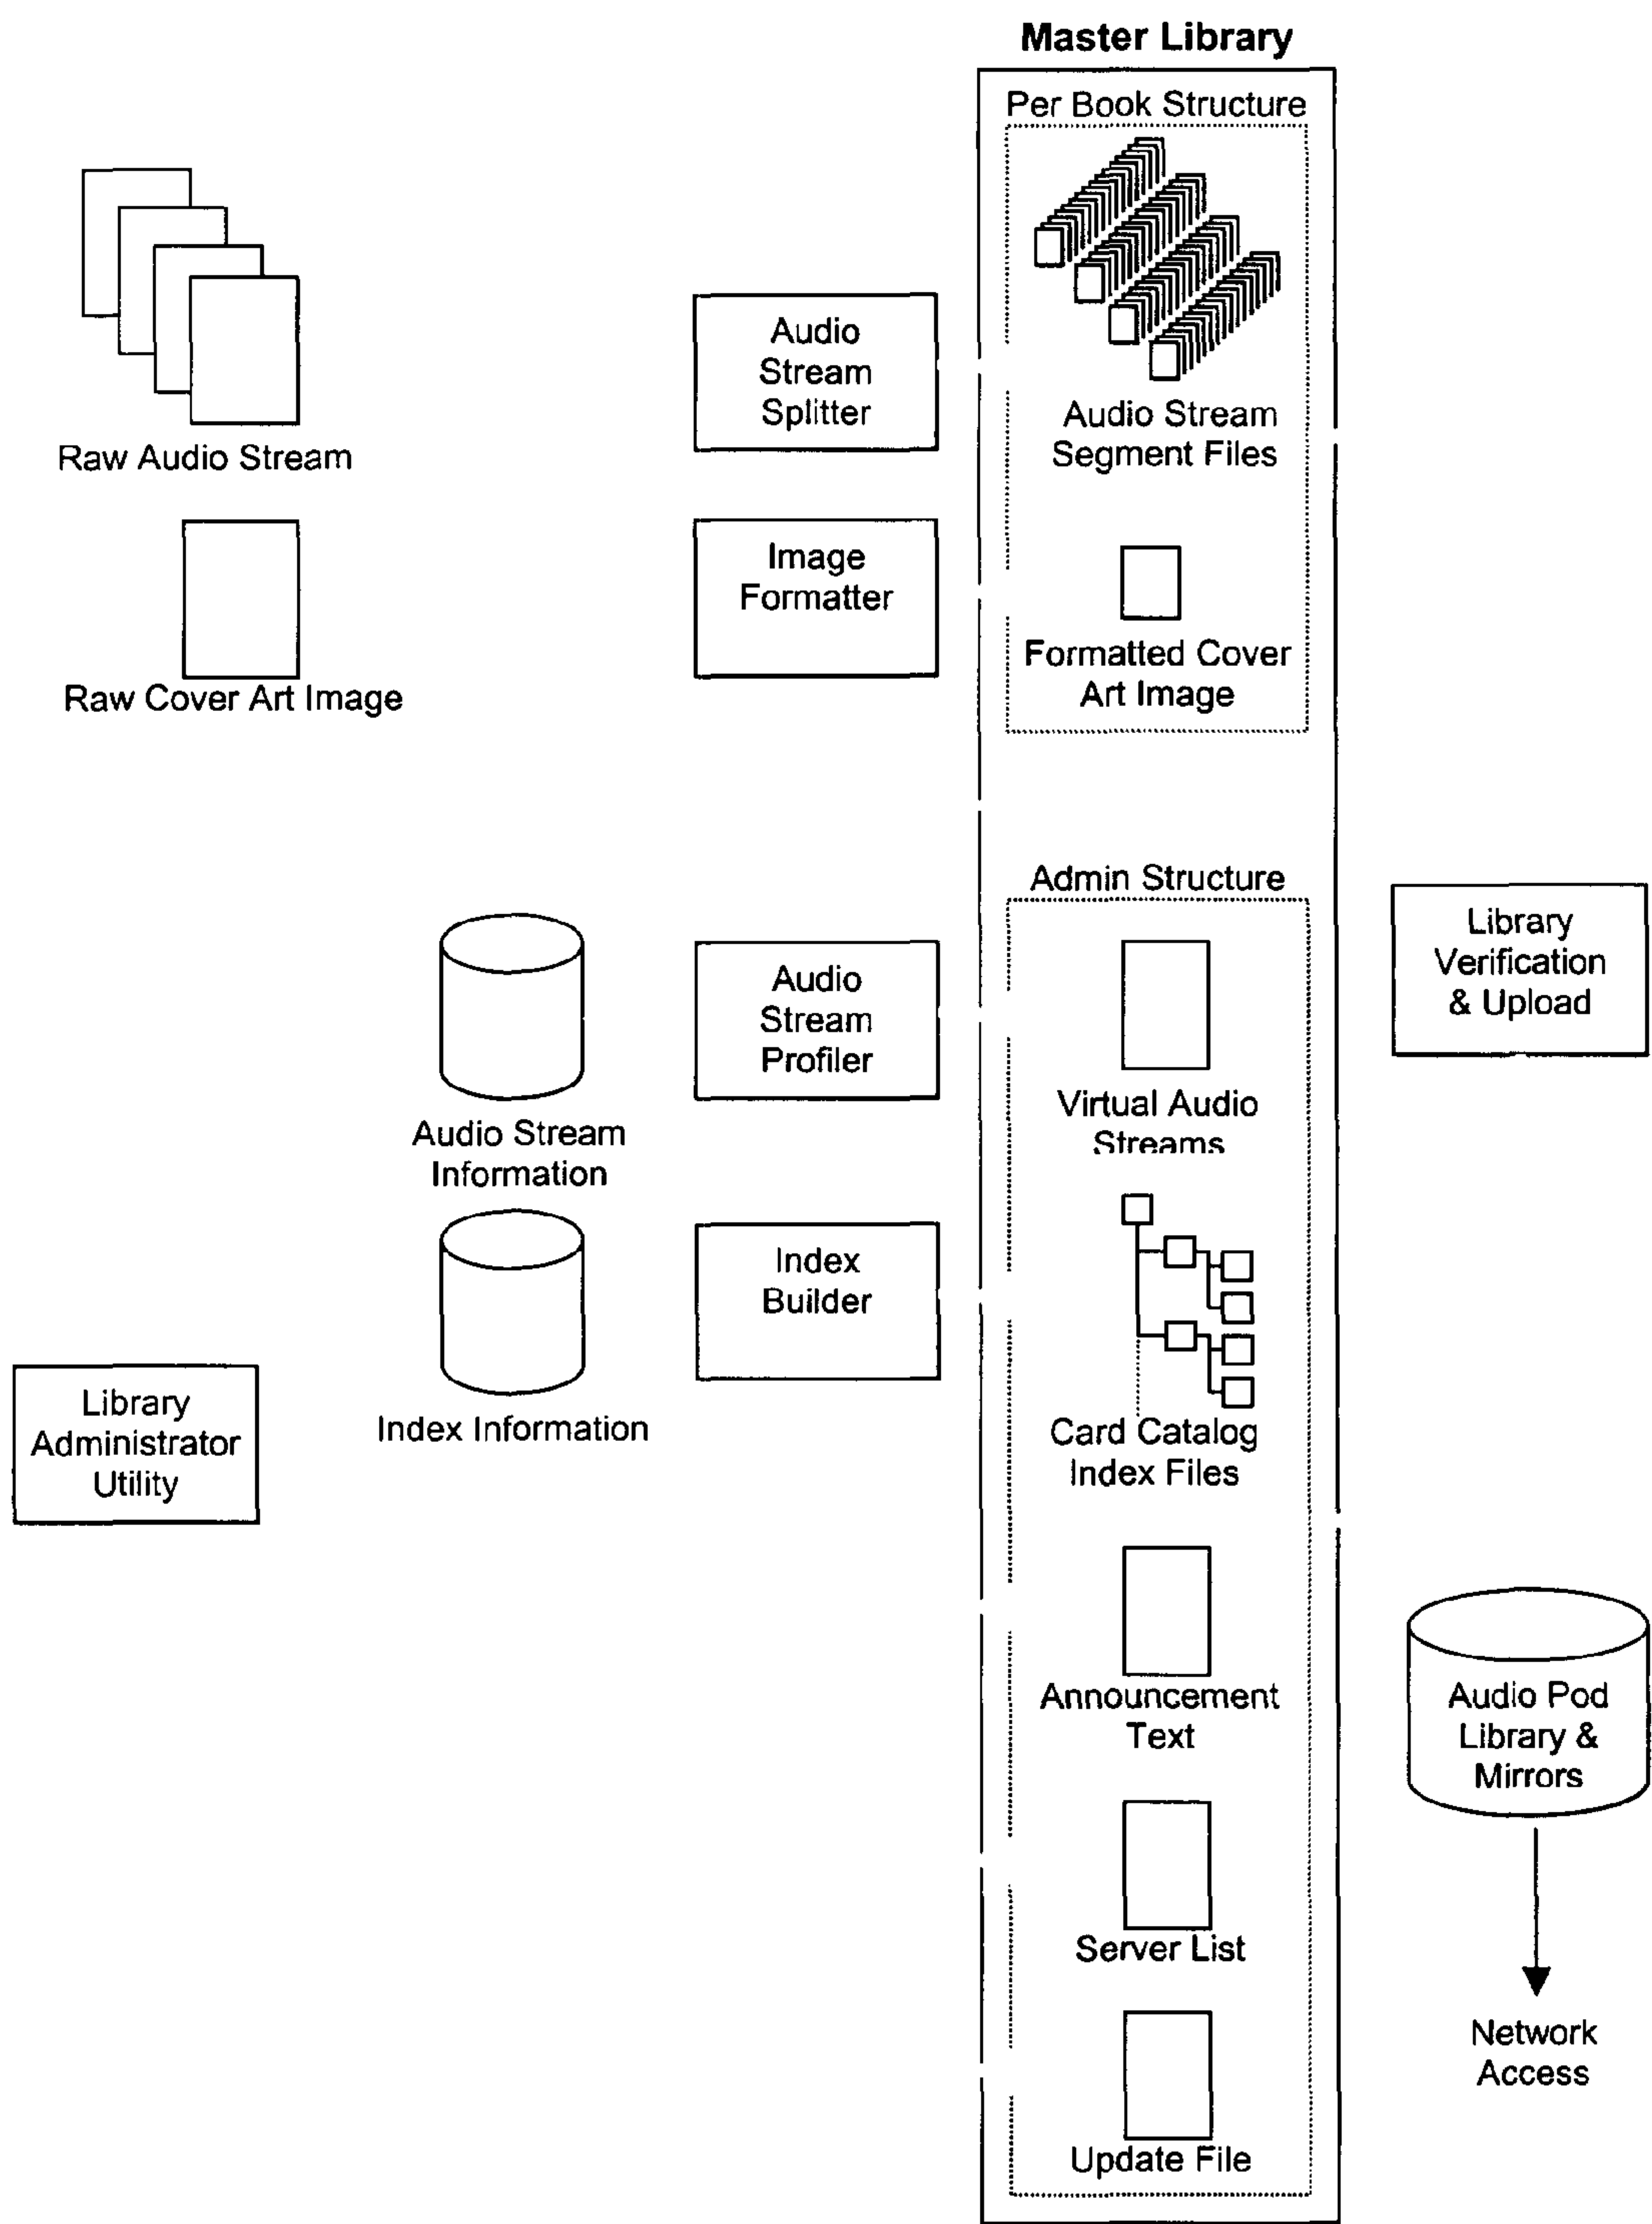 Master Library
Per Book Structure
Audio Stream
Segment Files
Formatted Cover
Art Image
Raw Audio Stream
Raw Cover Art Image
Audio
Stream
Splitter
Image
Formatter
Admin Structure
Virtual Audio
Streams
Card Catalog
Index Files
Announcement
Text
Server List
Update File
Audio Stream
Information
Audio
Stream
Profiler
Index Information
Index
Builder
Library
Administrator
Utility
Library
Verification
& Upload
Audio Pod
Library &
Mirrors
Network
Access